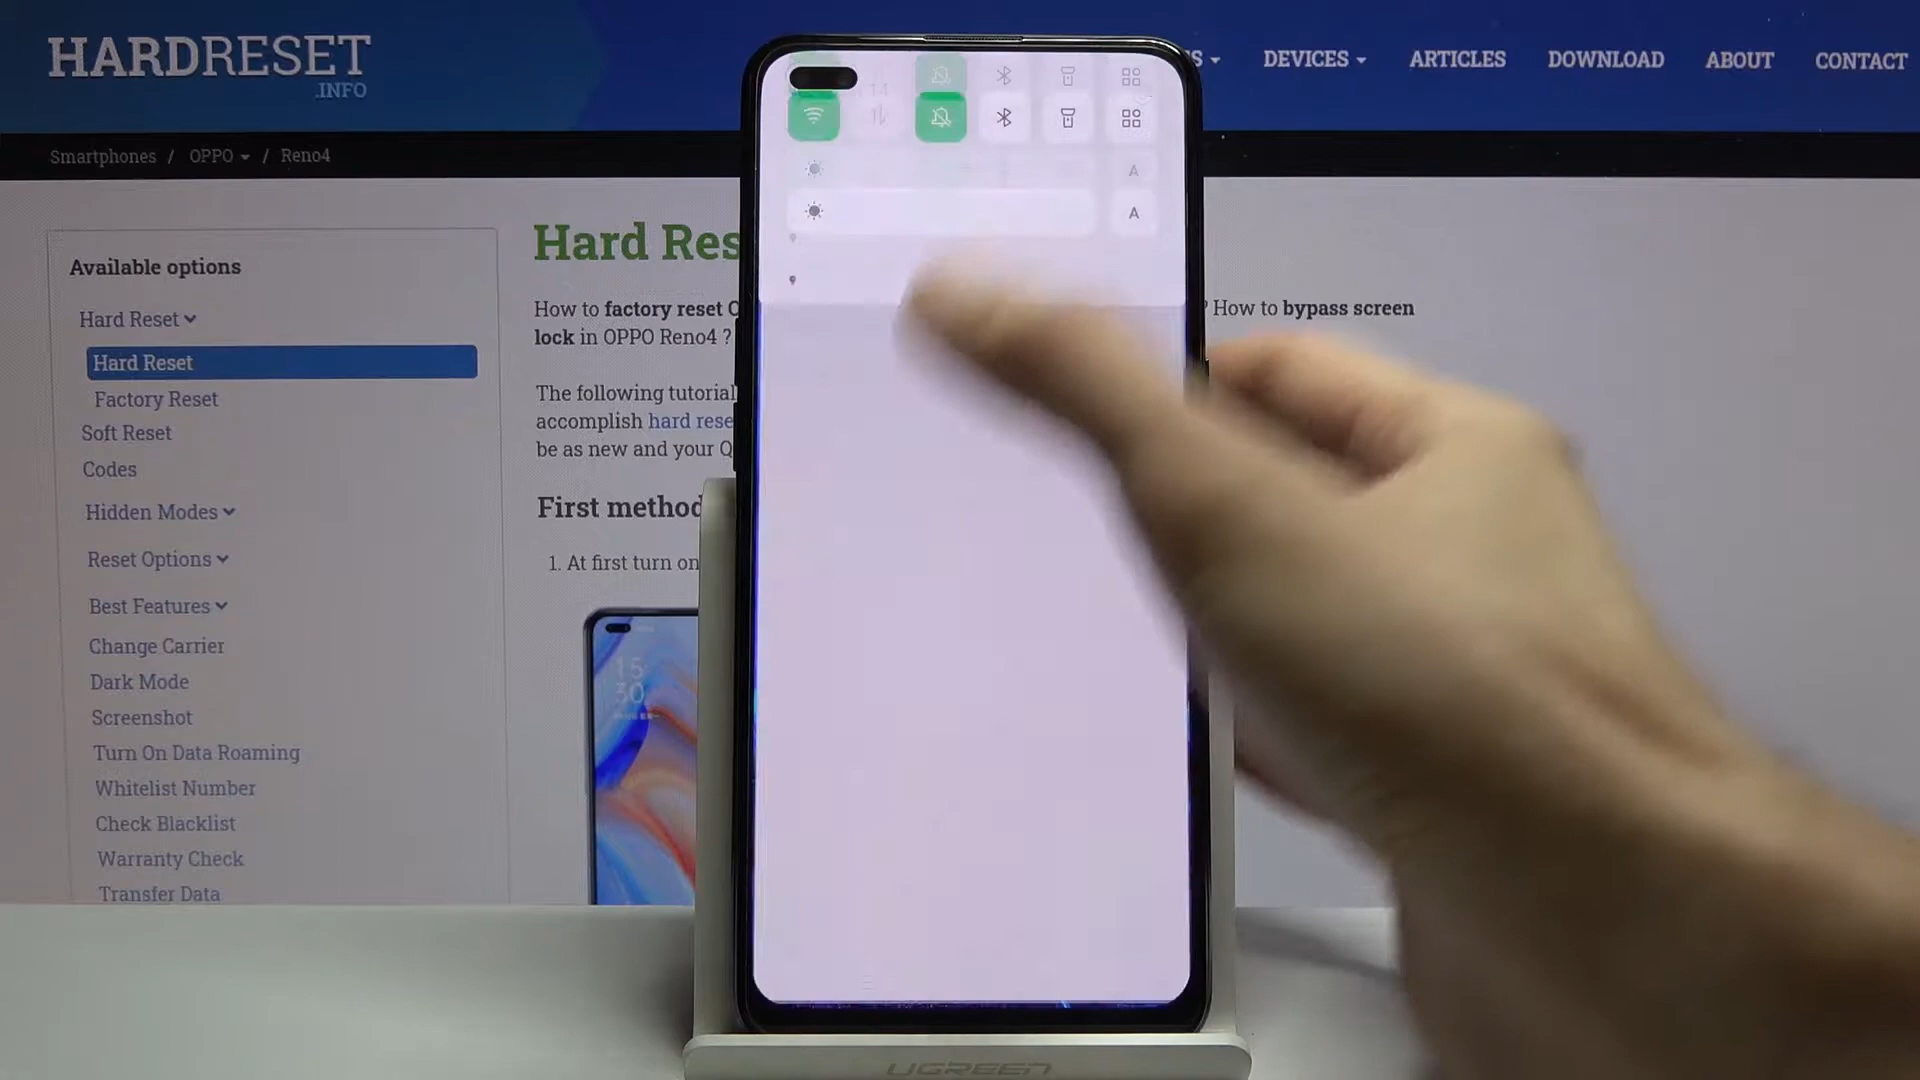 HARDRESET
.INFO
DEVICES
ARTICLES
DOWNLOAD
ABOUT
CONTACT
Smartphones / OPPO / Reno4
Available options
Hard Reset
Hard Reset
Factory Reset
Soft Reset
Codes
Hidden Modes
Reset Options
Best Features
Change Carrier
Dark Mode
Screenshot
Turn On Data Roaming
Whitelist Number
Check Blacklist
Warranty Check
Transfer Data
Hard Res
How to factory reset O ? How to bypass screen
lock in OPPO Reno4 ?
The following tutorial
accomplish hard rese
be as new and your
First method
1. At first turn on
15
30
A
A
UGREEN